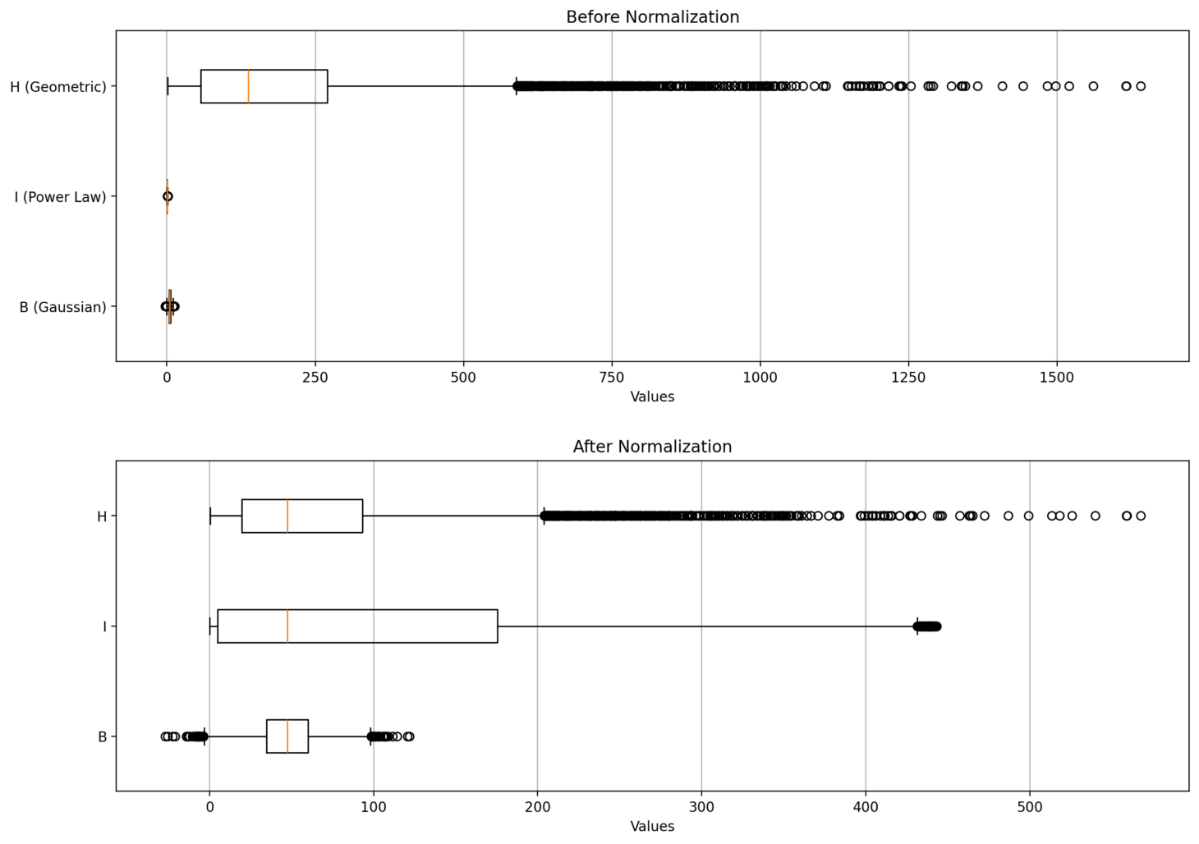 Before Normalization
H (Geometric)
I (Power Law)
B (Gaussian)
0 250 500 750 1000 1250 1500
Values
After Normalization
H
I
B
0 100 200 300 400 500
Values